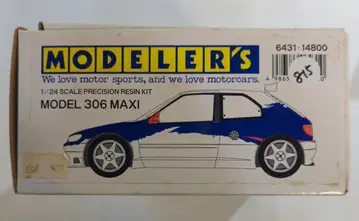 6431-14800
MODELER'S
We love motor sports, and we love motorcars.
1/24 SCALE PRECISION RESIN KIT
MODEL 306 MAXI